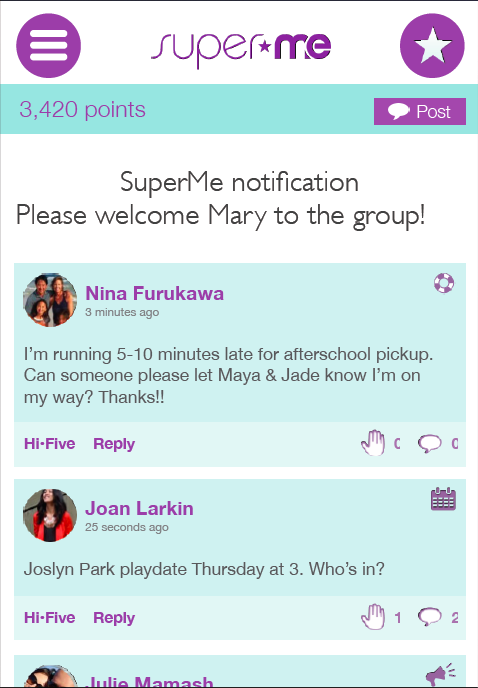 super★me
3,420 points
Post
SuperMe notification
Please welcome Mary to the group!
Nina Furukawa
3 minutes ago
I'm running 5-10 minutes late for afterschool pickup.
Can someone please let Maya & Jade know I'm on
my way? Thanks!!
Hi•Five Reply 0 0
Joan Larkin
25 seconds ago
Joslyn Park playdate Thursday at 3. Who's in?
Hi•Five Reply 1 2
Julie Mamash